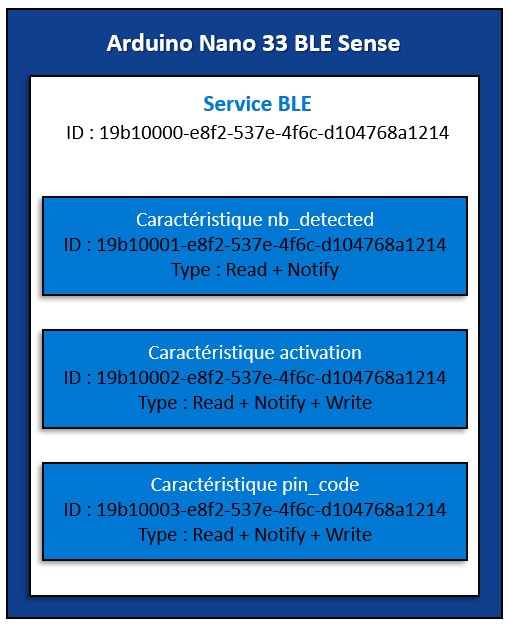 Arduino Nano 33 BLE Sense
Service BLE
ID : 19b10000-e8f2-537e-4f6c-d104768a1214
Caractéristique nb_detected
ID : 19b10001-e8f2-537e-4f6c-d104768a1214
Type : Read + Notify
Caractéristique activation
ID : 19b10002-e8f2-537e-4f6c-d104768a1214
Type : Read + Notify + Write
Caractéristique pin_code
ID : 19b10003-e8f2-537e-4f6c-d104768a1214
Type : Read + Notify + Write